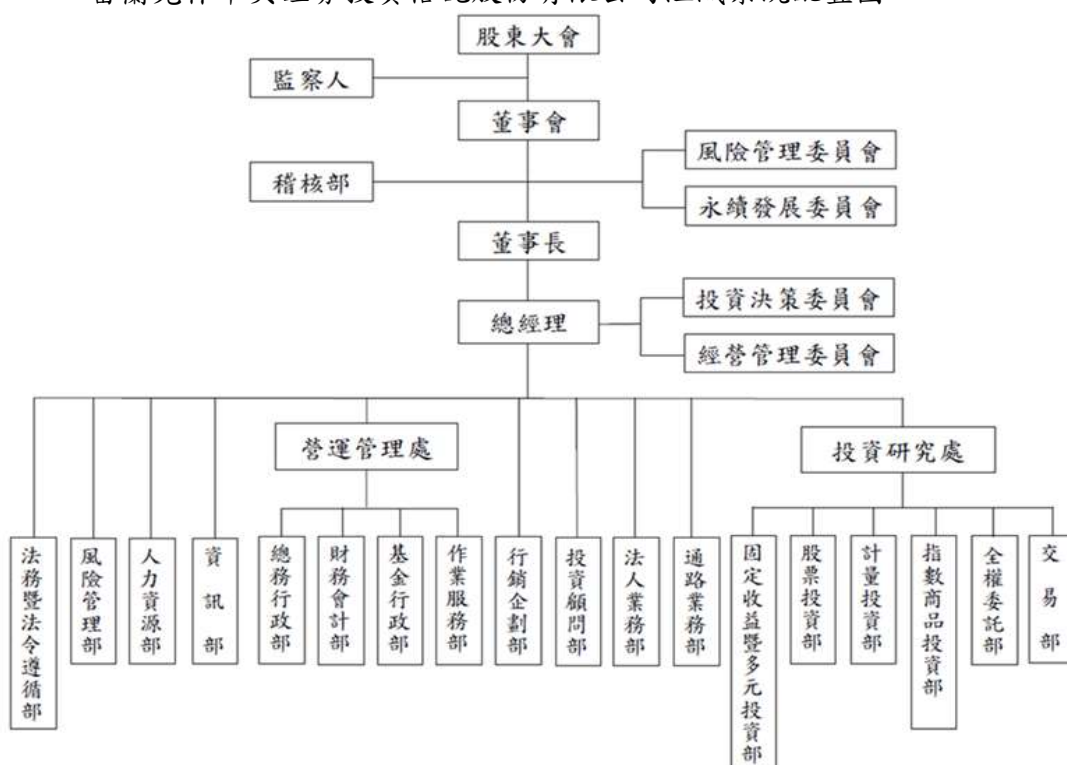 股東大會
監察人
董事會
風險管理委員會
稽核部
永續發展委員會
董事長
投資決策委員會
總經理
經營管理委員會
營運管理處
投資研究處
法務暨法令遵循部
風險管理部
人力資源部
資訊部
總務行政部
財務會計部
基金行政部
作業服務部
行銷企劃部
投資顧問部
法人業務部
通路業務部
固定收益暨多元投資部
股票投資部
計量投資部
指數商品投資部
全權委託部
交易部